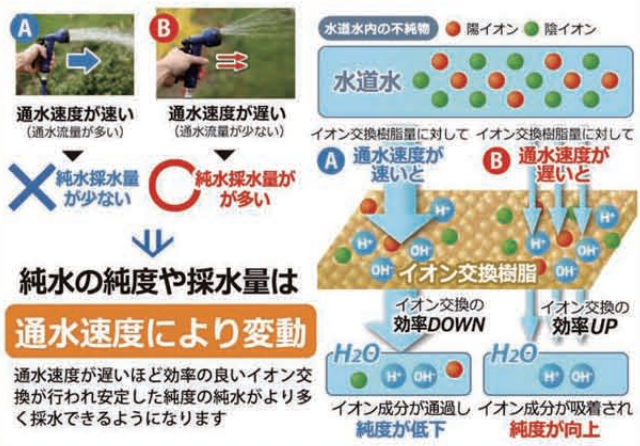 A
B
通水速度が速い
(通水流量が多い)
通水速度が遅い
(通水流量が少ない)
純水採水量
が少ない
純水採水量が
が多い
純水の純度や採水量は
通水速度により変動
通水速度が遅いほど効率の良いイオン交
換が行われ安定した純度の純水がより多
く採水できるようになります
水道水内の不純物
陽イオン
陰イオン
水道水
イオン交換樹脂量に対して
A 通水速度が
速いと
イオン交換樹脂量に対して
B 通水速度が
遅いと
H⁺
OH⁻
H⁺
OH⁻
H⁺
OH⁻
H⁺
OH⁻
イオン交換樹脂
イオン交換の
効率DOWN
イオン交換の
効率UP
H₂O
H⁺ OH⁻
イオン成分が通過し
純度が低下
H₂O
H⁺ OH⁻
イオン成分が吸着され
純度が向上